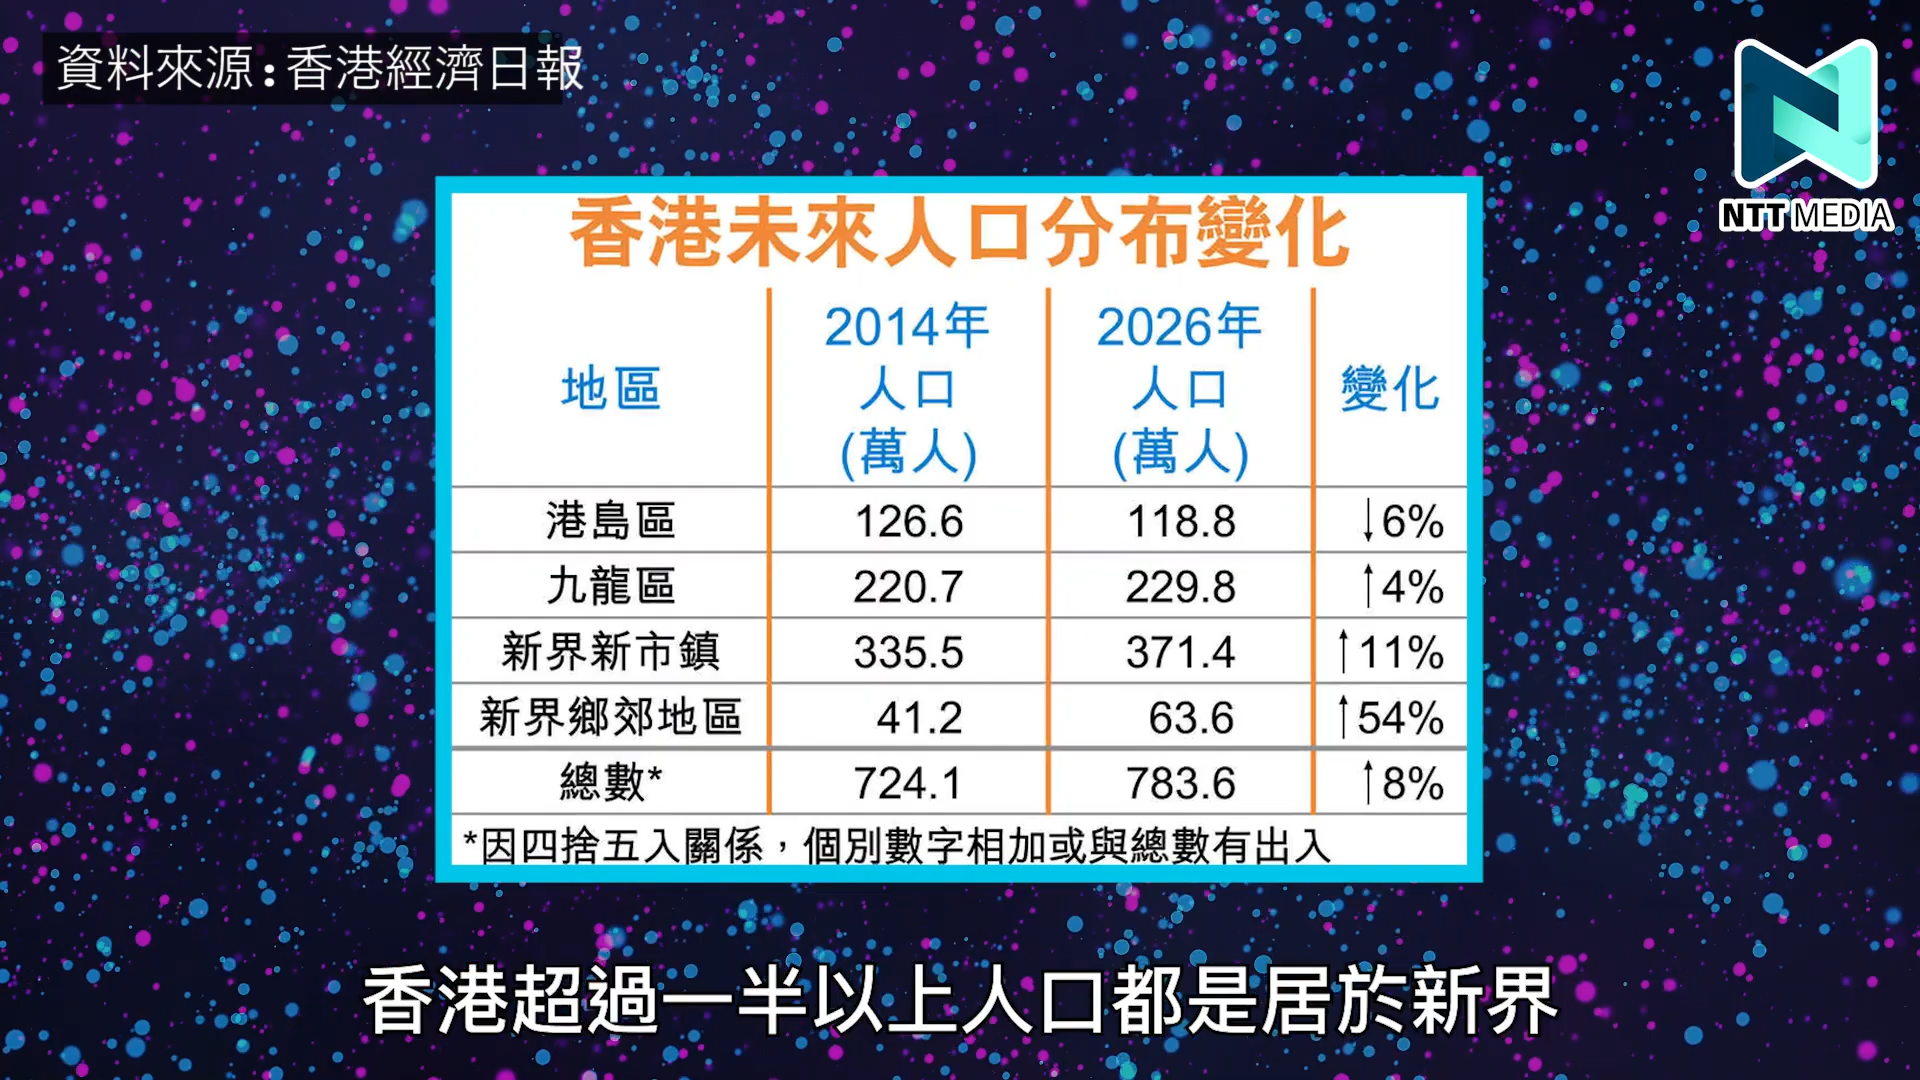 資料來源:香港經濟日報
NTT MEDIA
香港未來人口分布變化
地區 2014年人口(萬人) 2026年人口(萬人) 變化
港島區 126.6 118.8 ↓6%
九龍區 220.7 229.8 ↑4%
新界新市鎮 335.5 371.4 ↑11%
新界鄉郊地區 41.2 63.6 ↑54%
總數* 724.1 783.6 ↑8%
*因四捨五入關係，個別數字相加或與總數有出入
香港超過一半以上人口都是居於新界